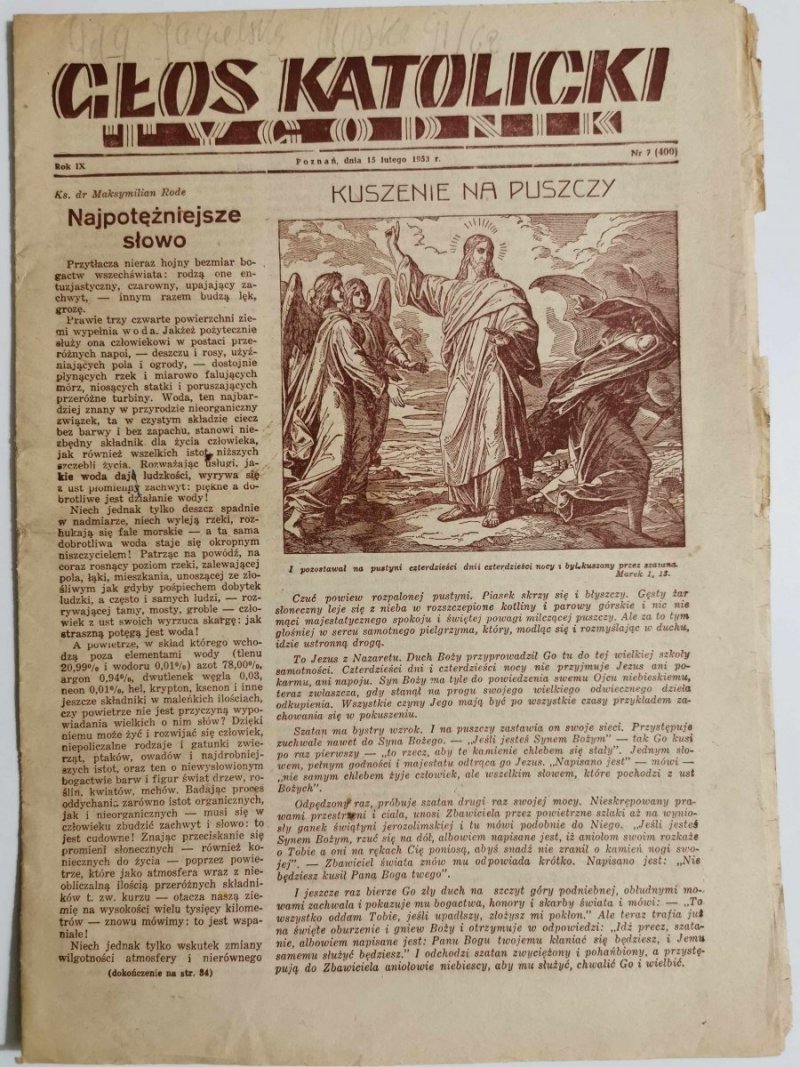 GŁOS KATOLICKI
TYGODNIK
Rok IX
Poznań, dnia 15 lutego 1953 r.
Nr 7 (400)
Ks. dr Maksymilian Rode
Najpotężniejsze
słowo
Przytłacza nieraz hojny bezmiar bo-
gactw wszechświata: rodzą one en-
tuzjastyczny, czarowny, upajający za-
chwyt, — innym razem budzą lęk,
grozę.
Prawie trzy czwarte powierzchni zie-
mi wypełnia woda. Jakżeż pożytecznie
służy ona człowiekowi w postaci prze-
różnych napoi, — deszczu i rosy, użyź-
niających pola i ogrody, — dostojnie
płynących rzek i miarowo falujących
mórz, niosących statki i poruszających
przeróżne turbiny. Woda, ten najbar-
dziej znany w przyrodzie nieorganiczny
związek, ta w czystym składzie ciecz
bez barwy i bez zapachu, stanowi nie-
zbędny składnik dla życia człowieka,
jak również wszelkich istot niższych
szczebli życia. Rozważając usługi, ja-
kie woda daje ludzkości, wyrywa się
z ust płomienny zachwyt: piękne a do-
brotliwe jest działanie wody!
Niech jednak tylko deszcz spadnie
w nadmiarze, niech wyleją rzeki, roz-
hukają się fale morskie — a ta sama
dobrotliwa woda staje się okropnym
niszczycielem! Patrząc na powódź, na
coraz rosnący poziom rzeki, zalewającej
pola, łąki, mieszkania, unoszącej ze zło-
śliwym jak gdyby pośpiechem dobytek
ludzki, a często i samych ludzi, — roz-
rywającej tamy, mosty, groble — czło-
wiek z ust swoich wyrzuca skargę: jak
straszną potęgą jest woda!
A powietrze, w skład którego wcho-
dzą poza elementami wody (tlenu
20,99% i wodoru 0,01%) azot 78,00%,
argon 0,94%, dwutlenek węgla 0,03,
neon 0,01%, hel, krypton, ksenon i inne
jeszcze składniki w maleńkich ilościach,
czy powietrze nie jest przyczyną wypo-
wiadania wielkich o nim słów? Dzięki
niemu może żyć i rozwijać się człowiek,
niepoliczalne rodzaje i gatunki zwie-
rząt, ptaków, owadów i najdrobniej-
szych istot, oraz ten o niewysłowionym
bogactwie barw i figur świat drzew, ro-
ślin, kwiatów, mchów. Badając proces
oddychania zarówno istot organicznych,
jak i nieorganicznych — musi się w
człowieku zbudzić zachwyt i słowo: to
jest cudowne! Znając przeciskanie się
promieni słonecznych — również ko-
niecznych do życia — poprzez powie-
trze, które jako atmosfera wraz z nie-
obliczalną ilością przeróżnych składni-
ków t. zw. kurzu — otacza naszą zie-
mię na wysokości wielu tysięcy kilome-
trów — znowu mówimy: to jest wspa-
niałe!
Niech jednak tylko wskutek zmiany
wilgotności atmosfery i nierównego
(dokończenie na str. 84)
KUSZENIE NA PUSZCZY
I pozostawał na pustyni czterdzieści dni i czterdzieści nocy i był kuszony przez szatana.
Marek 1, 13.
Czuć powiew rozpalonej pustyni. Piasek skrzy się i błyszczy. Gęsty żar
słoneczny leje się z nieba w rozszczepione kotliny i parowy górskie i nic nie
mąci majestatycznego spokoju i świętej powagi milczącej puszczy. Ale za to tym
głośniej w sercu samotnego pielgrzyma, który, modląc się i rozmyślając w duchu,
idzie ustronną drogą.
To Jezus z Nazaretu. Duch Boży przyprowadził Go tu do tej wielkiej szkoły
samotności. Czterdzieści dni i czterdzieści nocy nie przyjmuje Jezus ani po-
karmu, ani napoju. Syn Boży ma tyle do powiedzenia swemu Ojcu niebieskiemu,
teraz zwłaszcza, gdy stanął na progu swojego wielkiego odwiecznego dzieła
odkupienia. Wszystkie czyny Jego mają być po wszystkie czasy przykładem za-
chowania się w pokuszeniu.
Szatan ma bystry wzrok. I na puszczy zastawia on swoje sieci. Przystępuje
zuchwale nawet do Syna Bożego. — „Jeśli jesteś Synem Bożym" — tak Go kusi
po raz pierwszy — „to rzecz, aby te kamienie chlebem się stały". Jednym sło-
wem, pełnym godności i majestatu odtrąca go Jezus. „Napisano jest" — mówi —
„nie samym chlebem żyje człowiek, ale wszelkim słowem, które pochodzi z ust
Bożych".
Odpędzony raz, próbuje szatan drugi raz swojej mocy. Nieskrępowany pra-
wami przestrzeni i ciała, unosi Zbawiciela przez powietrzne szlaki aż na wynio-
sły ganek świątyni jerozolimskiej i tu mówi podobnie do Niego. „Jeśli jesteś
Synem Bożym, rzuć się na dół, albowiem napisane jest, iż aniołom swoim rozkaże
o Tobie a oni na rękach Cię poniosą, abyś snadź nie zranił o kamień nogi swo-
jej". — Zbawiciel świata znów mu odpowiada krótko. Napisano jest: „Nie
będziesz kusił Pana Boga twego".
I jeszcze raz bierze Go zły duch na szczyt góry podniebnej, obłudnymi mo-
wami zachwala i pokazuje mu bogactwa, honory i skarby świata i mówi: — „To
wszystko oddam Tobie, jeśli upadłszy, złożysz mi pokłon." Ale teraz trafia już
na święte oburzenie i gniew Boży i otrzymuje w odpowiedzi: „Idź precz, szata-
nie, albowiem napisane jest: Panu Bogu twojemu kłaniać się będziesz, i Jemu
samemu służyć będziesz." I odchodzi szatan zwyciężony i pohańbiony, a przystę-
pują do Zbawiciela aniołowie niebiescy, aby mu służyć, chwalić Go i wielbić.